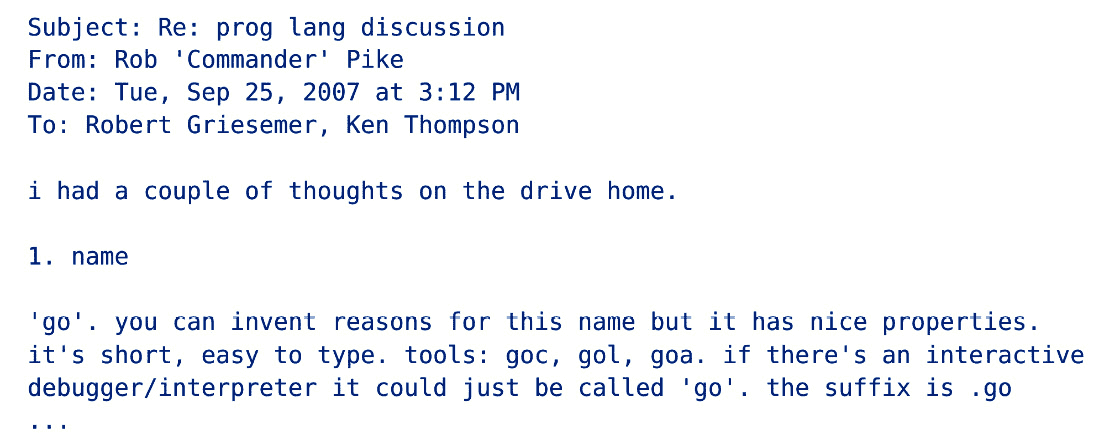 Subject: Re: prog lang discussion
From: Rob 'Commander' Pike
Date: Tue, Sep 25, 2007 at 3:12 PM
To: Robert Griesemer, Ken Thompson
i had a couple of thoughts on the drive home.
1. name
'go'. you can invent reasons for this name but it has nice properties.
it's short, easy to type. tools: goc, gol, goa. if there's an interactive
debugger/interpreter it could just be called 'go'. the suffix is .go
...